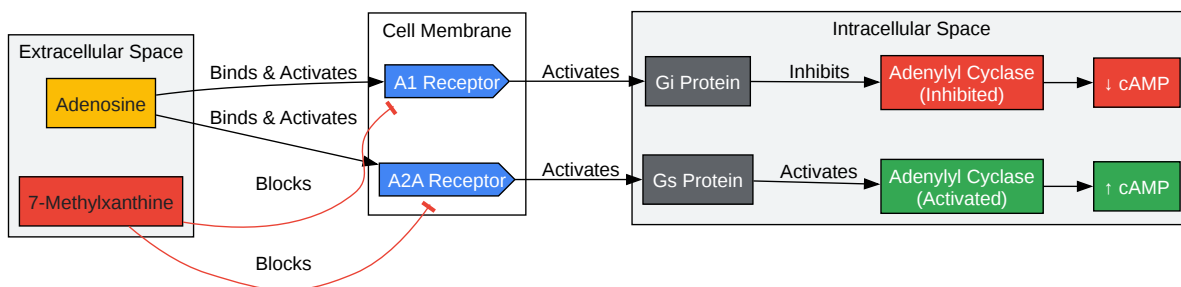 Extracellular Space
Cell Membrane
Intracellular Space
Adenosine
Binds & Activates
A1 Receptor
Activates
Gi Protein
Inhibits
Adenylyl Cyclase
(Inhibited)
↓ cAMP
Binds & Activates
7-Methylxanthine
Blocks
A2A Receptor
Activates
Gs Protein
Activates
Adenylyl Cyclase
(Activated)
↑ cAMP
Blocks